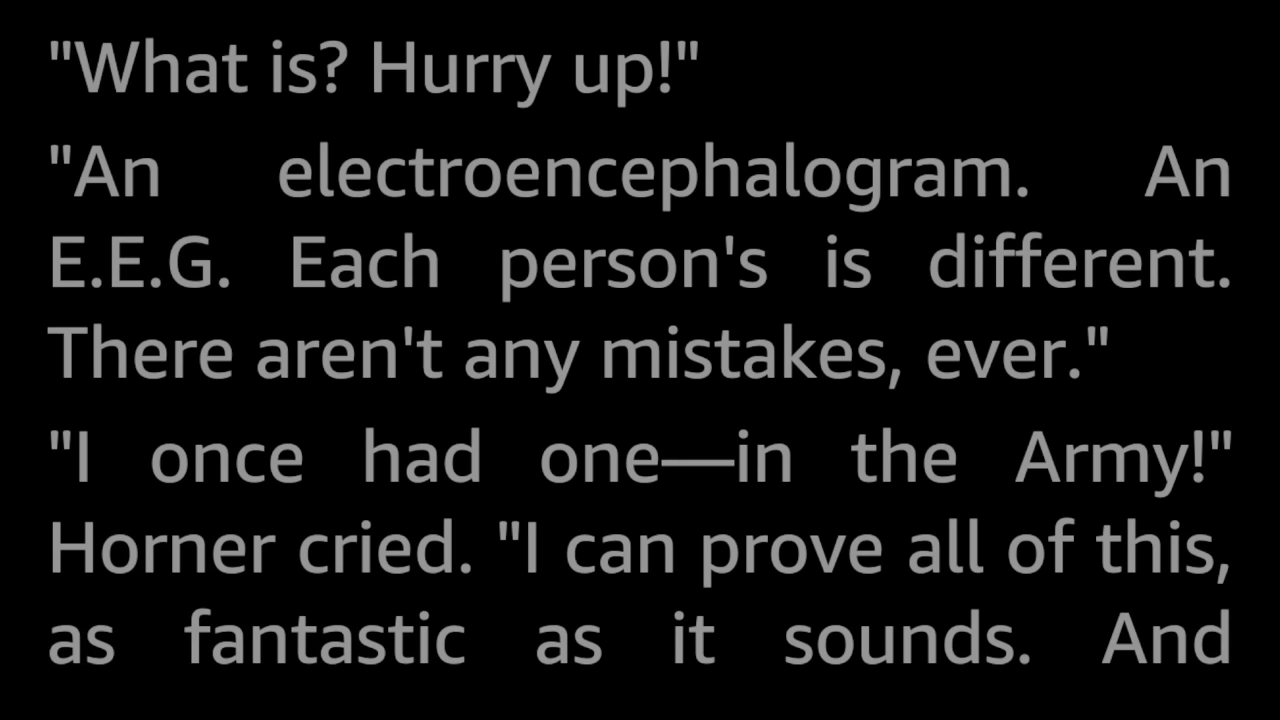 "What is? Hurry up!"
"An electroencephalogram. An
E.E.G. Each person's is different.
There aren't any mistakes, ever."
"I once had one—in the Army!"
Horner cried. "I can prove all of this,
as fantastic as it sounds. And